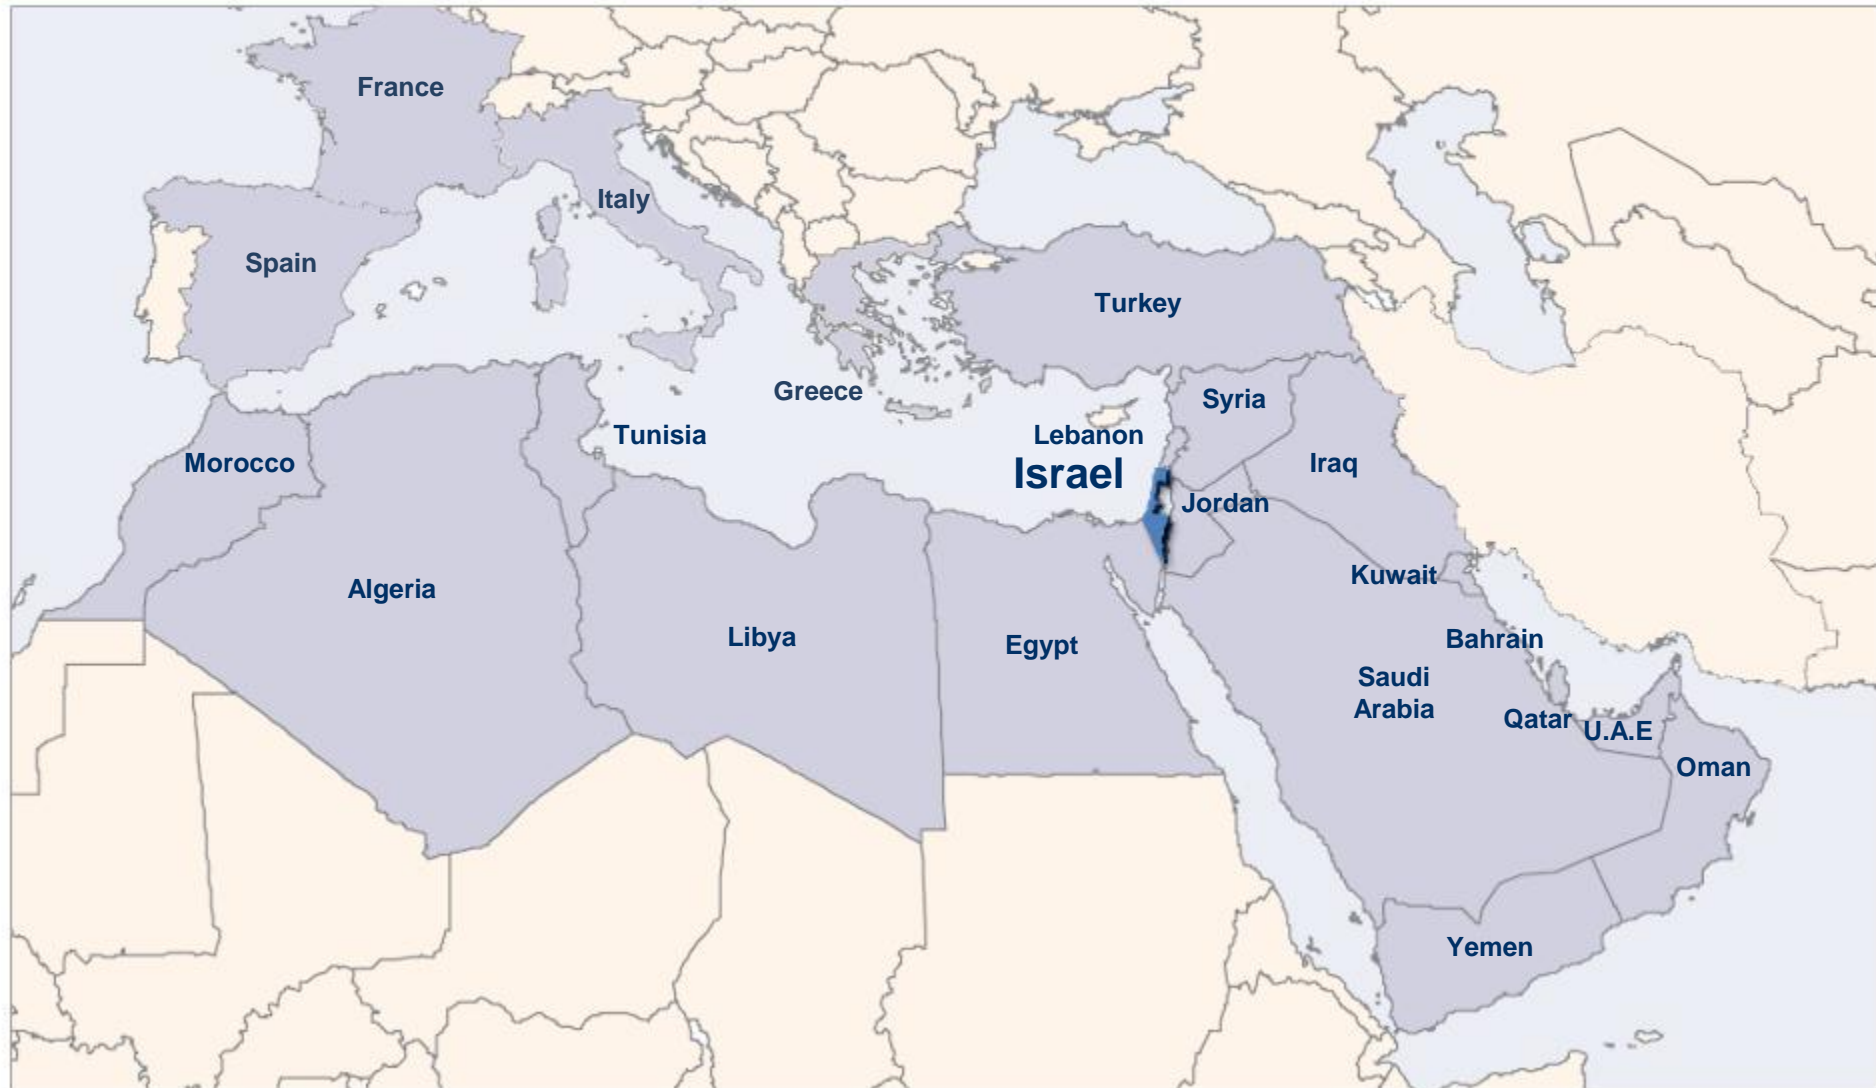 France
Italy
Spain
Turkey
Greece
Syria
Tunisia
Lebanon
Morocco
Israel
Iraq
Jordan
Kuwait
Algeria
Libya
Egypt
Bahrain
Saudi
Arabia
Qatar
U.A.E
Oman
Yemen